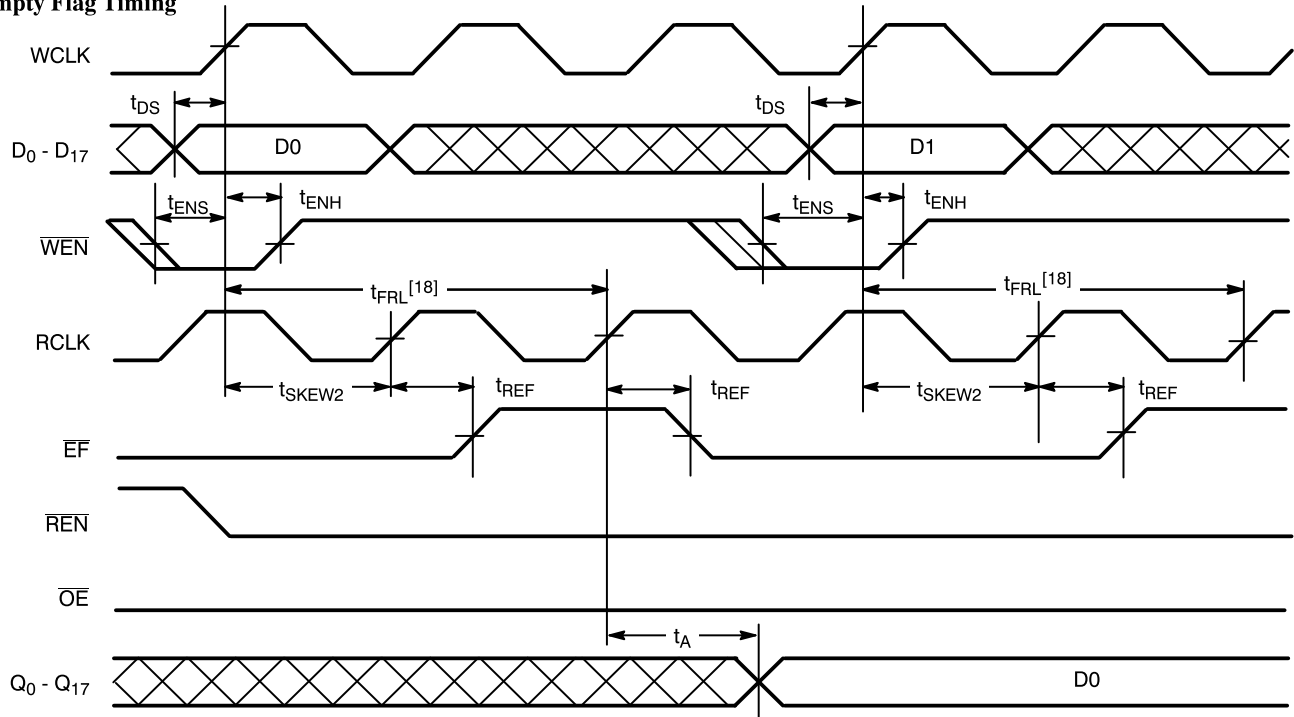 mpty Flag Timing
WCLK
tDS tDS
D0 - D17 D0 D1
tENS tENH tENS tENH
WEN
tFRL[18] tFRL[18]
RCLK
tSKEW2 tREF tREF tSKEW2 tREF
EF
REN
OE
tA
Q0 - Q17 D0